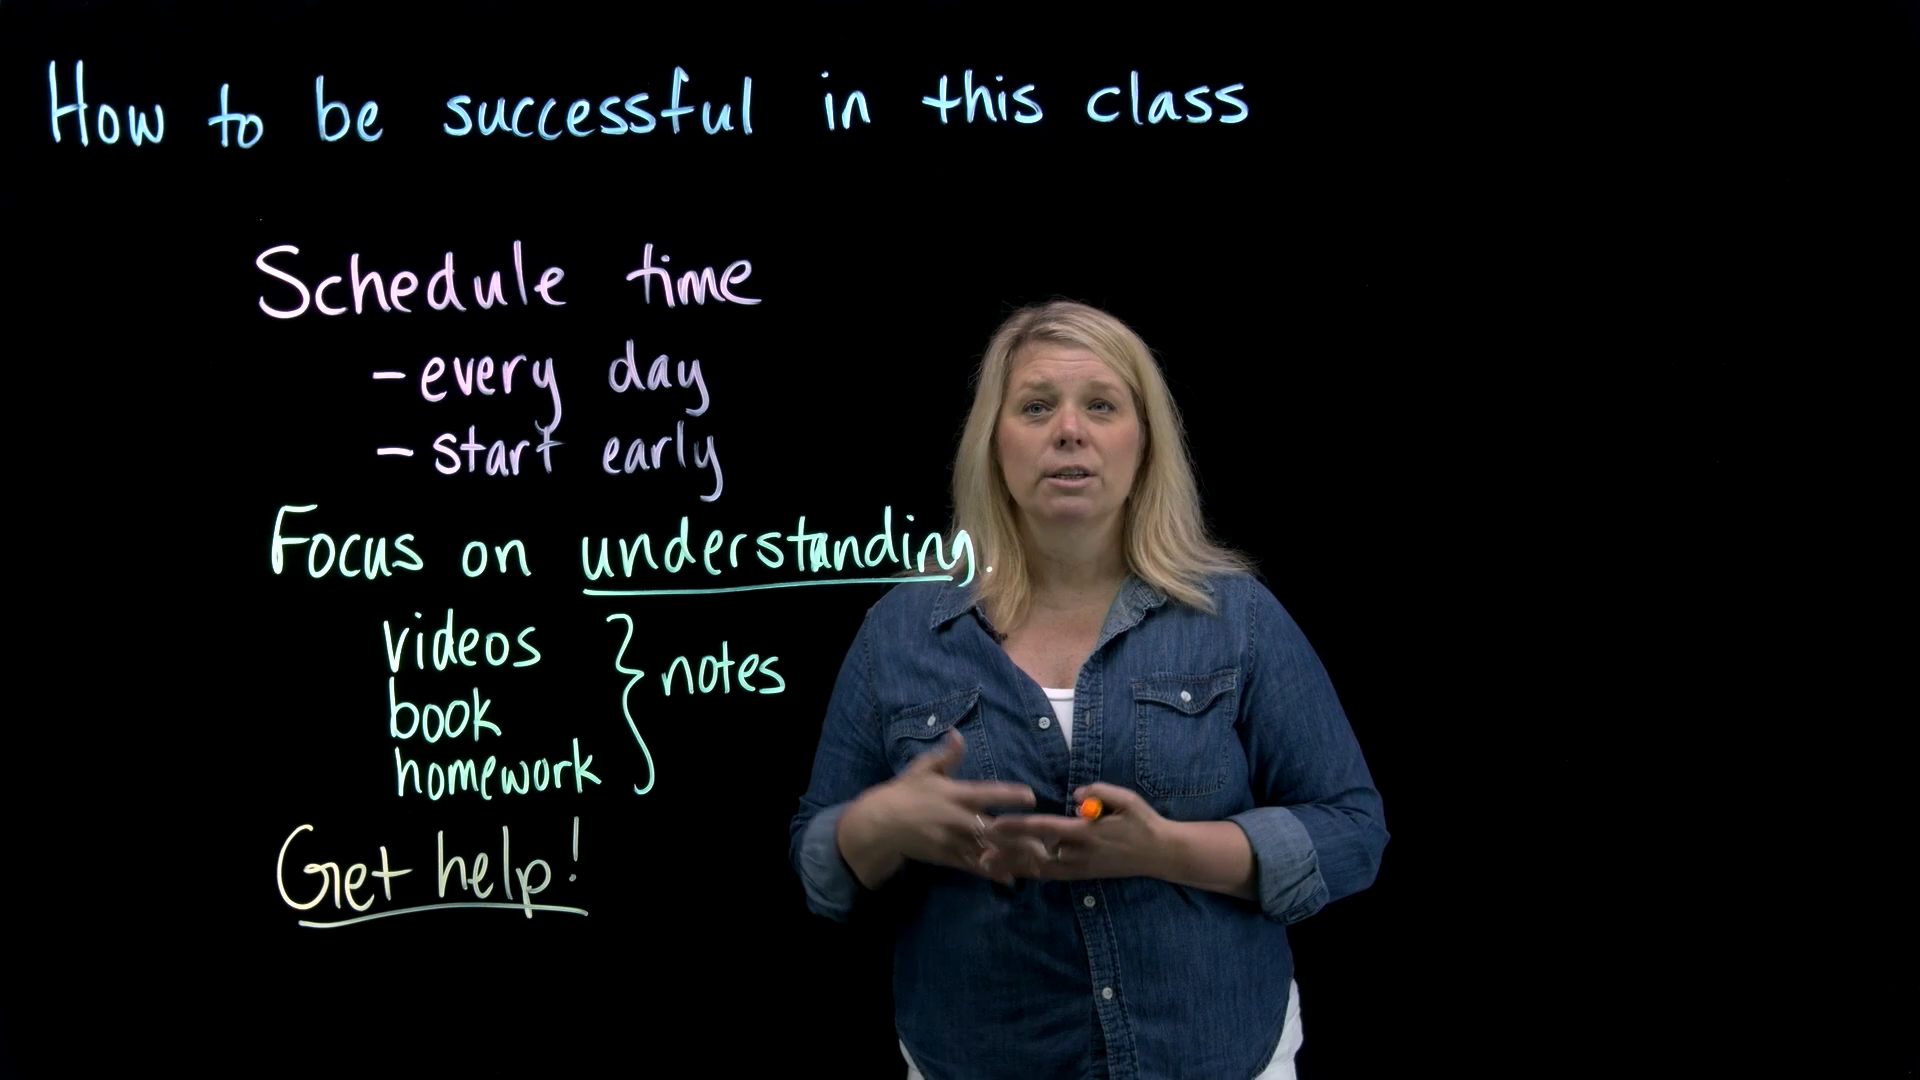 How to be successful in this class
Schedule time
- every day
- start early
Focus on understanding.
videos
book
homework
} notes
Get help!